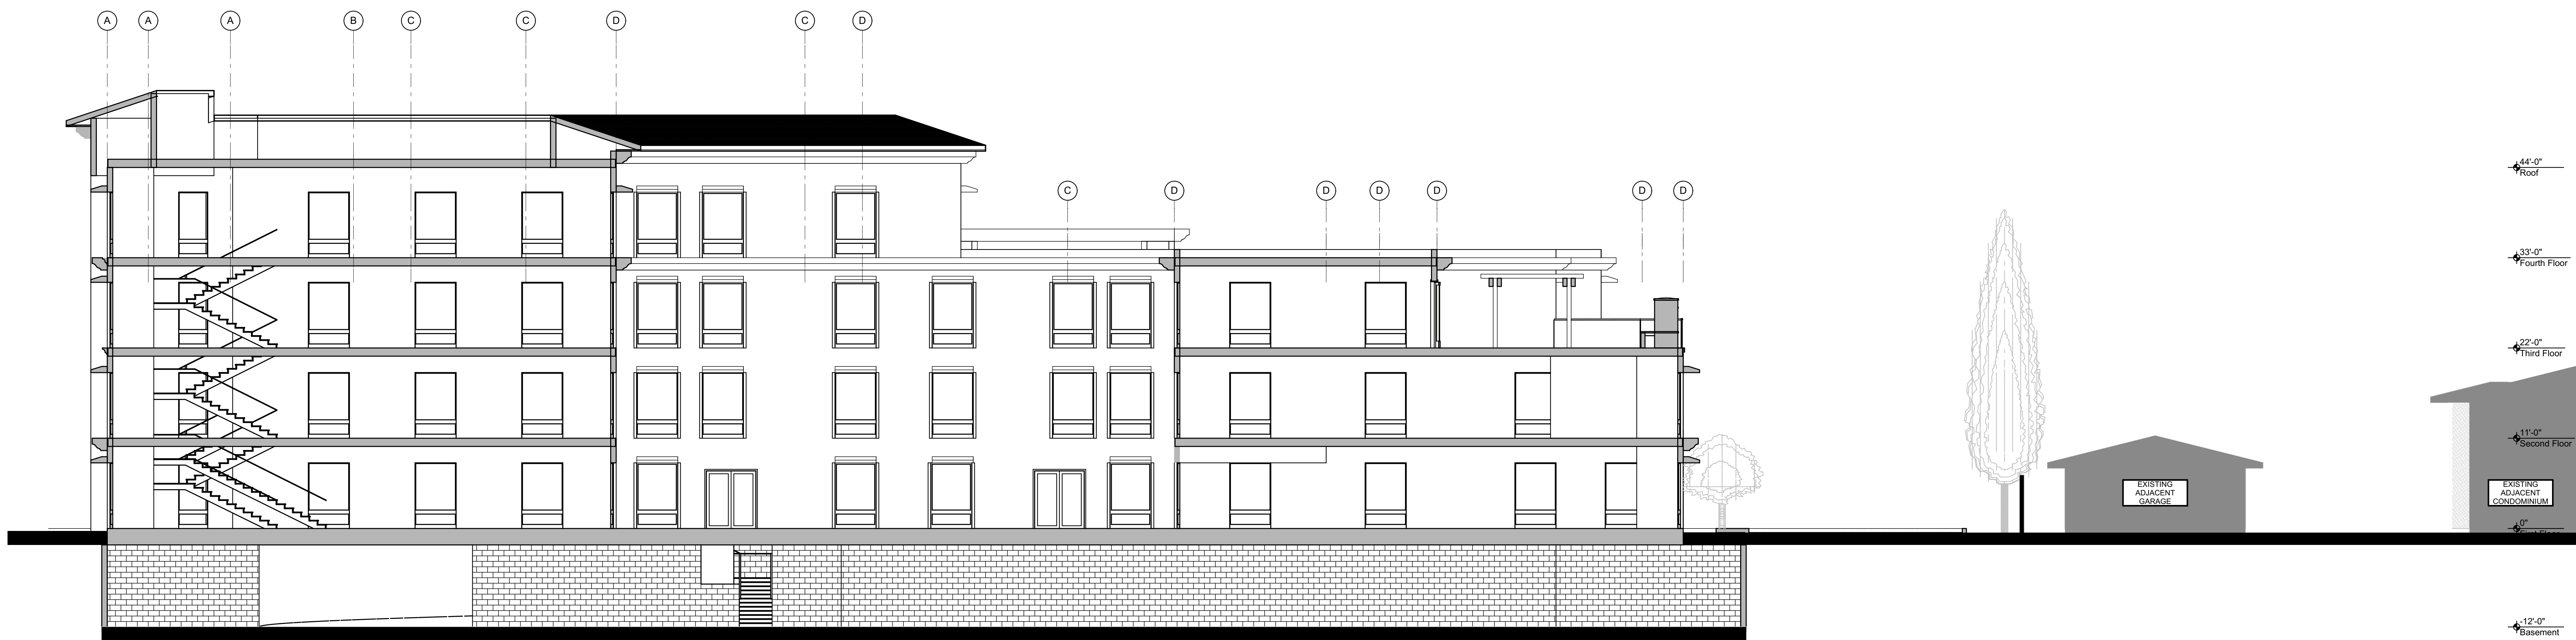 A A A B C C D C D
C D D D D D D
44'-0"
Roof
33'-0"
Fourth Floor
22'-0"
Third Floor
11'-0"
Second Floor
EXISTING
ADJACENT
GARAGE
EXISTING
ADJACENT
CONDOMINIUM
0"
-12'-0"
Basement